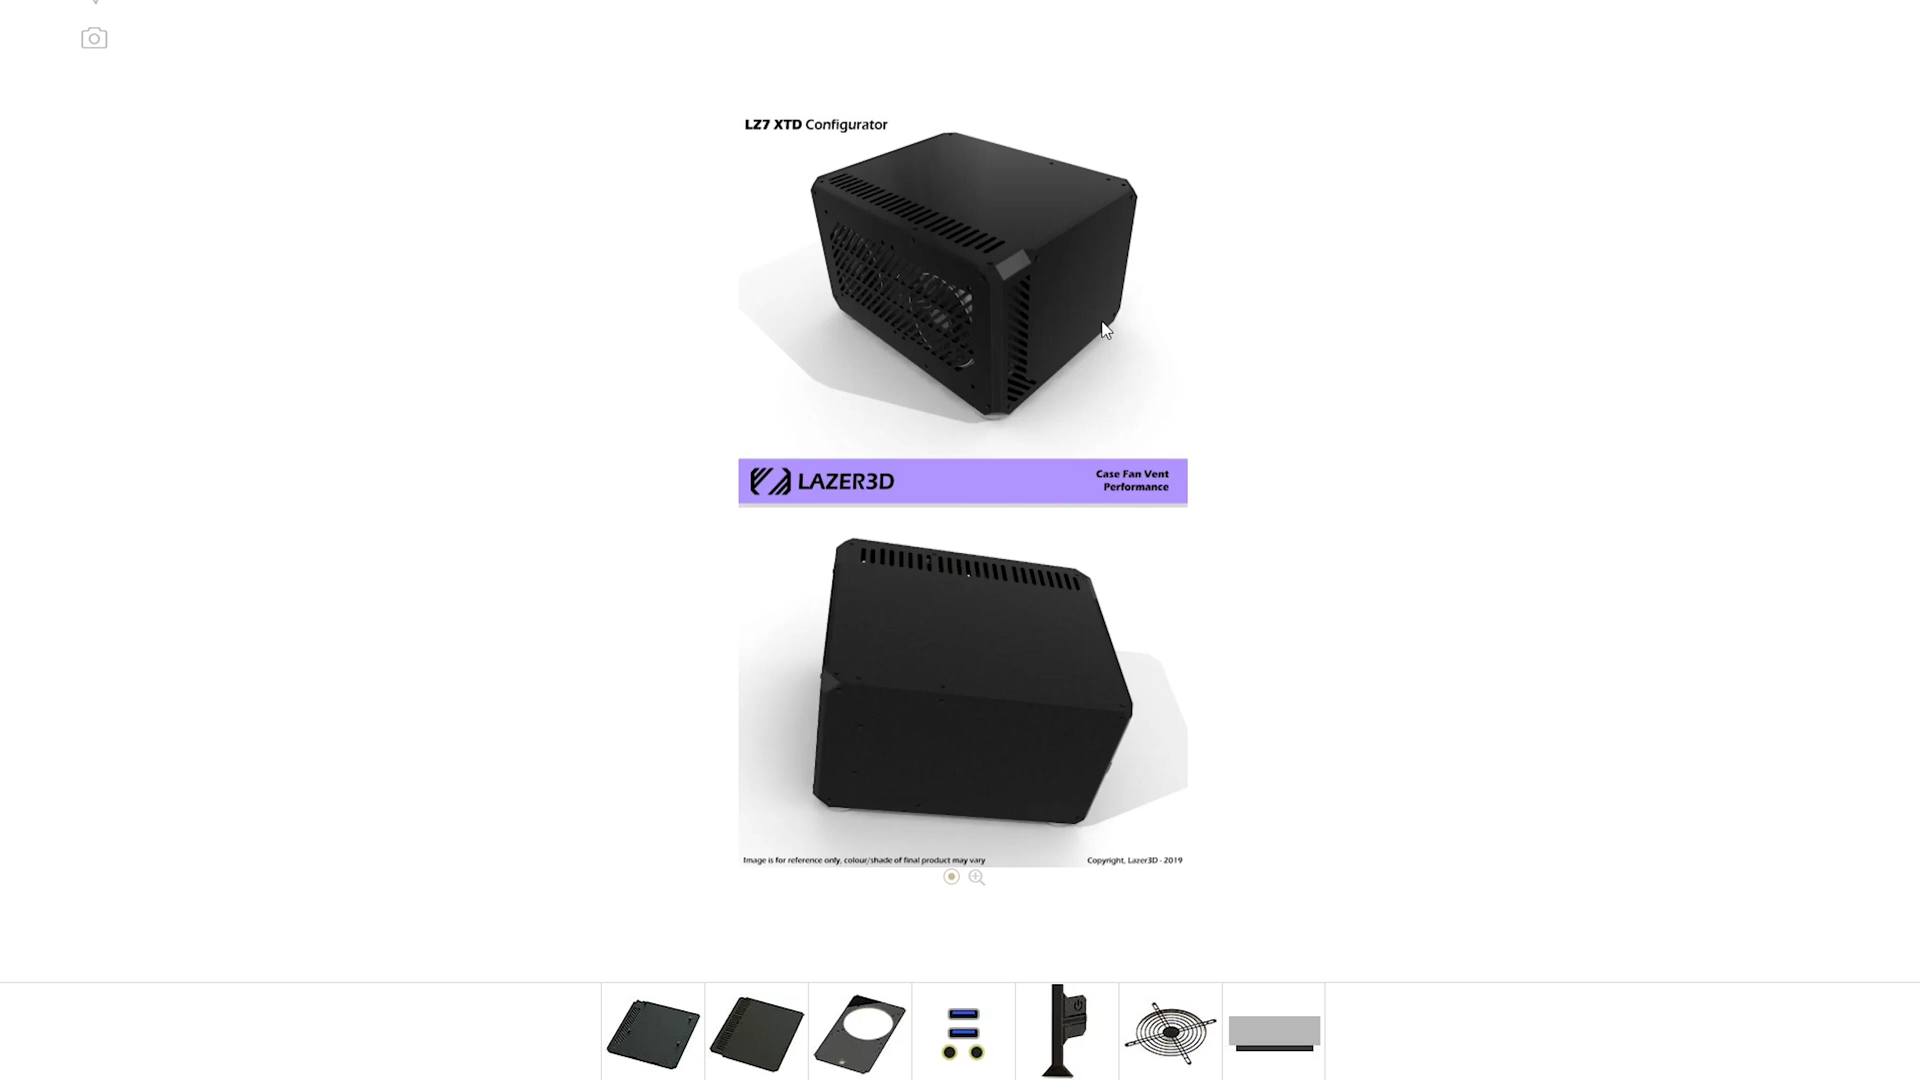 LZ7 XTD Configurator
LAZER3D
Case Fan Vent
Performance
Image is for reference only, colour/shade of final product may vary
Copyright, Lazer3D - 2019